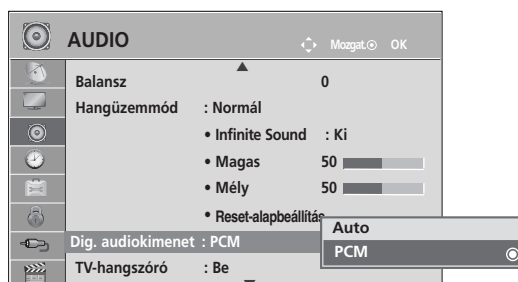 AUDIO Mozgat. OK
Balansz 0
Hangüzemmód : Normál
• Infinite Sound : Ki
• Magas 50
• Mély 50
• Reset-alapbeállítás
Dig. audiokimenet : PCM
TV-hangszóró : Be
Auto
PCM